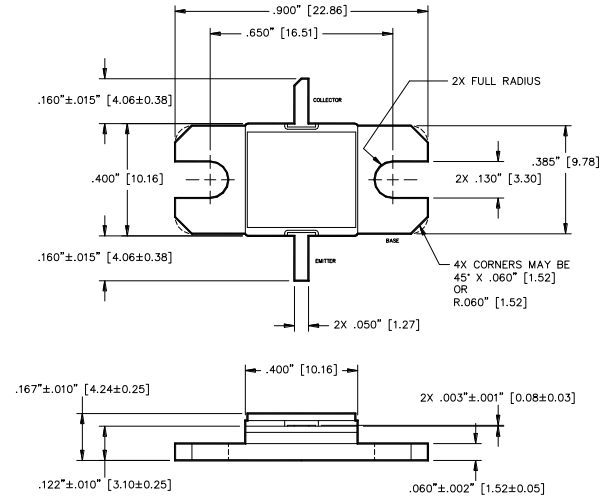 .900" [22.86]
.650" [16.51]
.160"±.015" [4.06±0.38]
COLLECTOR
2X FULL RADIUS
.400" [10.16]
2X .130" [3.30]
.385" [9.78]
.160"±.015" [4.06±0.38]
EMITTER
BASE
4X CORNERS MAY BE
45° X .060" [1.52]
OR
R.060" [1.52]
2X .050" [1.27]
.400" [10.16]
.167"±.010" [4.24±0.25]
2X .003"±.001" [0.08±0.03]
.122"±.010" [3.10±0.25]
.060"±.002" [1.52±0.05]